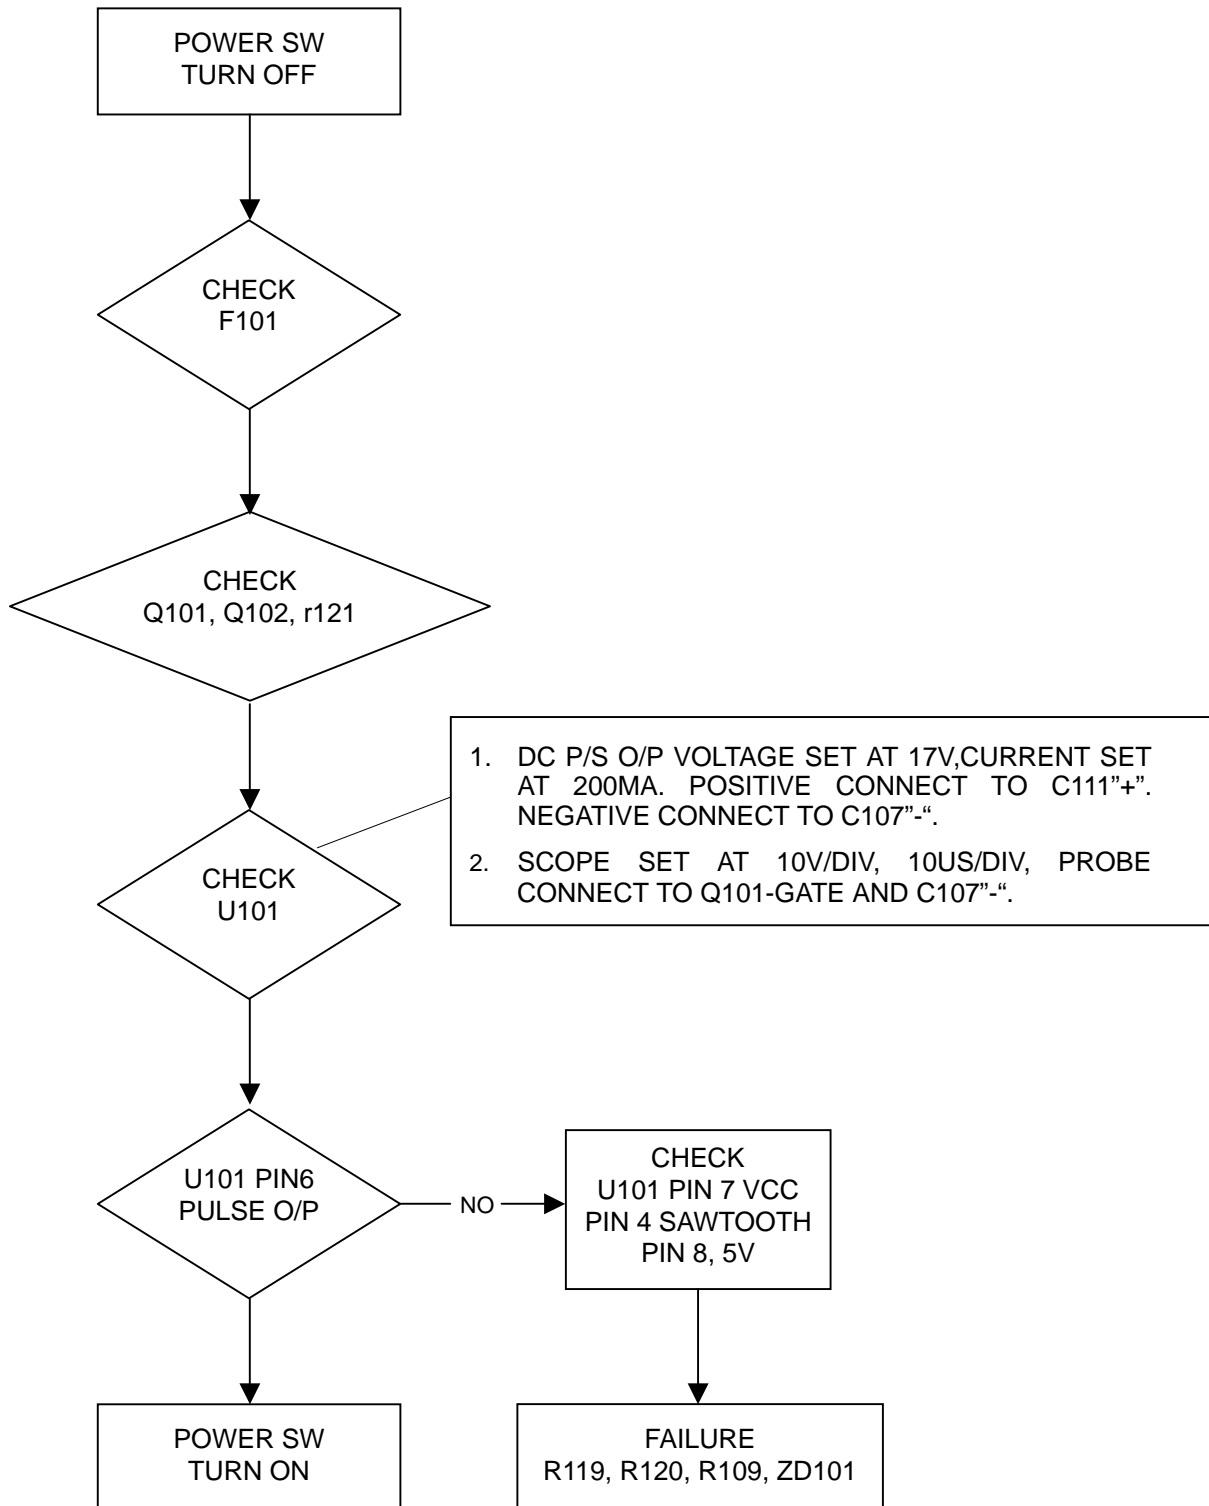 POWER SW
TURN OFF
CHECK
F101
CHECK
Q101, Q102, r121
1. DC P/S O/P VOLTAGE SET AT 17V,CURRENT SET
AT 200MA. POSITIVE CONNECT TO C111”+”.
NEGATIVE CONNECT TO C107”-“.
2. SCOPE SET AT 10V/DIV, 10US/DIV, PROBE
CONNECT TO Q101-GATE AND C107”-“.
CHECK
U101
U101 PIN6
PULSE O/P
NO
CHECK
U101 PIN 7 VCC
PIN 4 SAWTOOTH
PIN 8, 5V
POWER SW
TURN ON
FAILURE
R119, R120, R109, ZD101